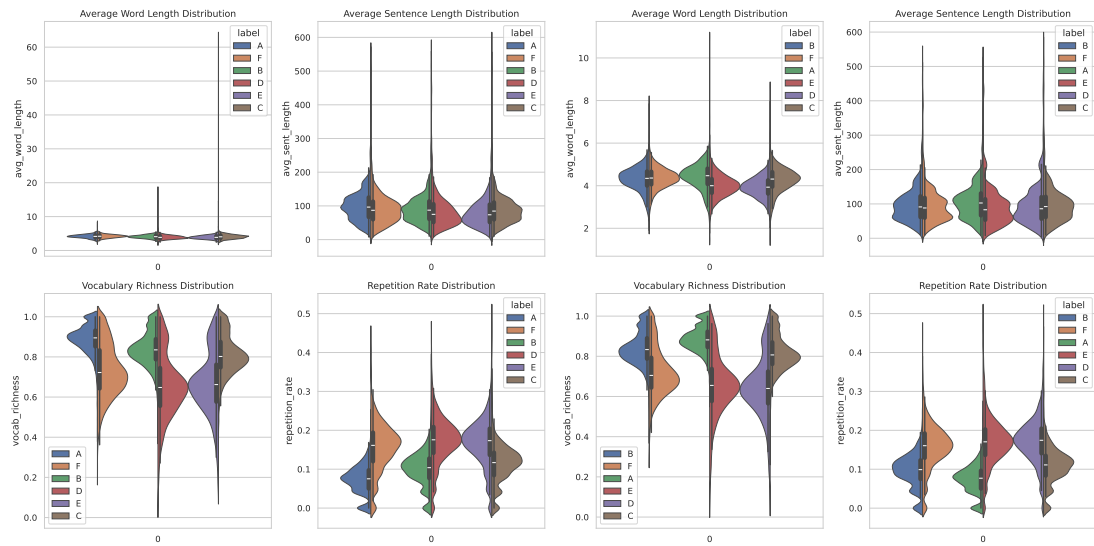 Average Word Length Distribution
avg_word_length
60
50
40
30
20
10
0
label
A
F
B
D
E
C
0
Average Sentence Length Distribution
avg_sent_length
600
500
400
300
200
100
0
label
A
F
B
D
E
C
0
Average Word Length Distribution
avg_word_length
10
8
6
4
2
label
B
F
A
E
D
C
0
Average Sentence Length Distribution
avg_sent_length
600
500
400
300
200
100
0
label
B
F
A
E
D
C
0
Vocabulary Richness Distribution
vocab_richness
1.0
0.8
0.6
0.4
0.2
0.0
label
A
F
B
D
E
C
0
Repetition Rate Distribution
repetition_rate
0.5
0.4
0.3
0.2
0.1
0.0
label
A
F
B
D
E
C
0
Vocabulary Richness Distribution
vocab_richness
1.0
0.8
0.6
0.4
0.2
0.0
label
B
F
A
E
D
C
0
Repetition Rate Distribution
repetition_rate
0.5
0.4
0.3
0.2
0.1
0.0
label
B
F
A
E
D
C
0